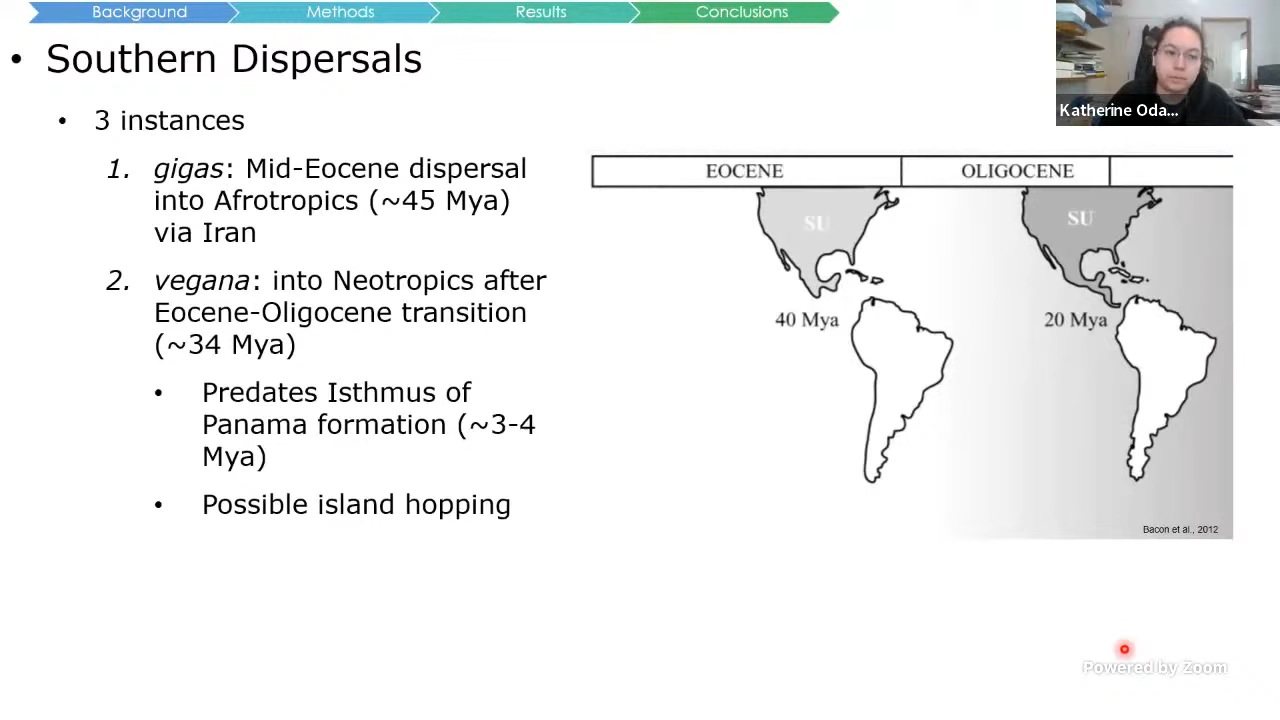 Background
Methods
Results
Conclusions
• Southern Dispersals
• 3 instances
1. gigas: Mid-Eocene dispersal
into Afrotropics (~45 Mya)
via Iran
2. vegana: into Neotropics after
Eocene-Oligocene transition
(~34 Mya)
• Predates Isthmus of
Panama formation (~3-4
Mya)
• Possible island hopping
EOCENE
OLIGOCENE
SU
SU
40 Mya
20 Mya
Bacon et al., 2012
Katherine Oda...
Powered by Zoom